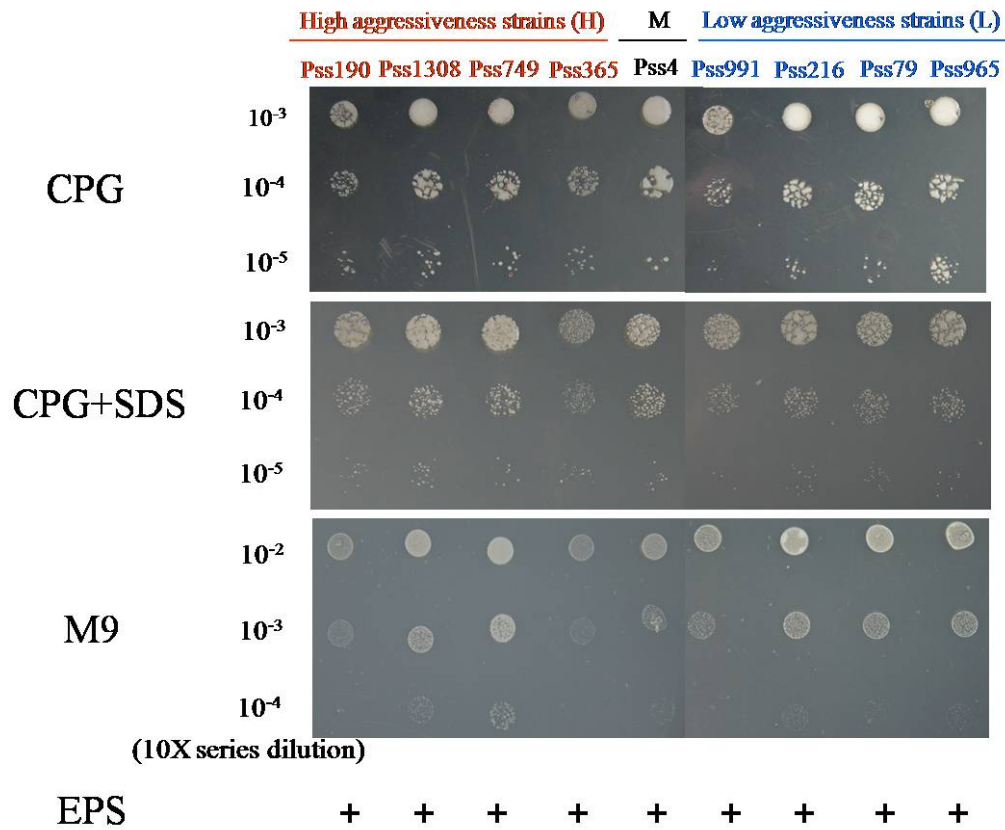 High aggressiveness strains (H) M Low aggressiveness strains (L)
Pss190 Pss1308 Pss749 Pss365 Pss4 Pss991 Pss216 Pss79 Pss965
CPG
10⁻³
10⁻⁴
10⁻⁵
CPG+SDS
10⁻³
10⁻⁴
10⁻⁵
M9
10⁻²
10⁻³
10⁻⁴
(10X series dilution)
EPS + + + + + + + + +